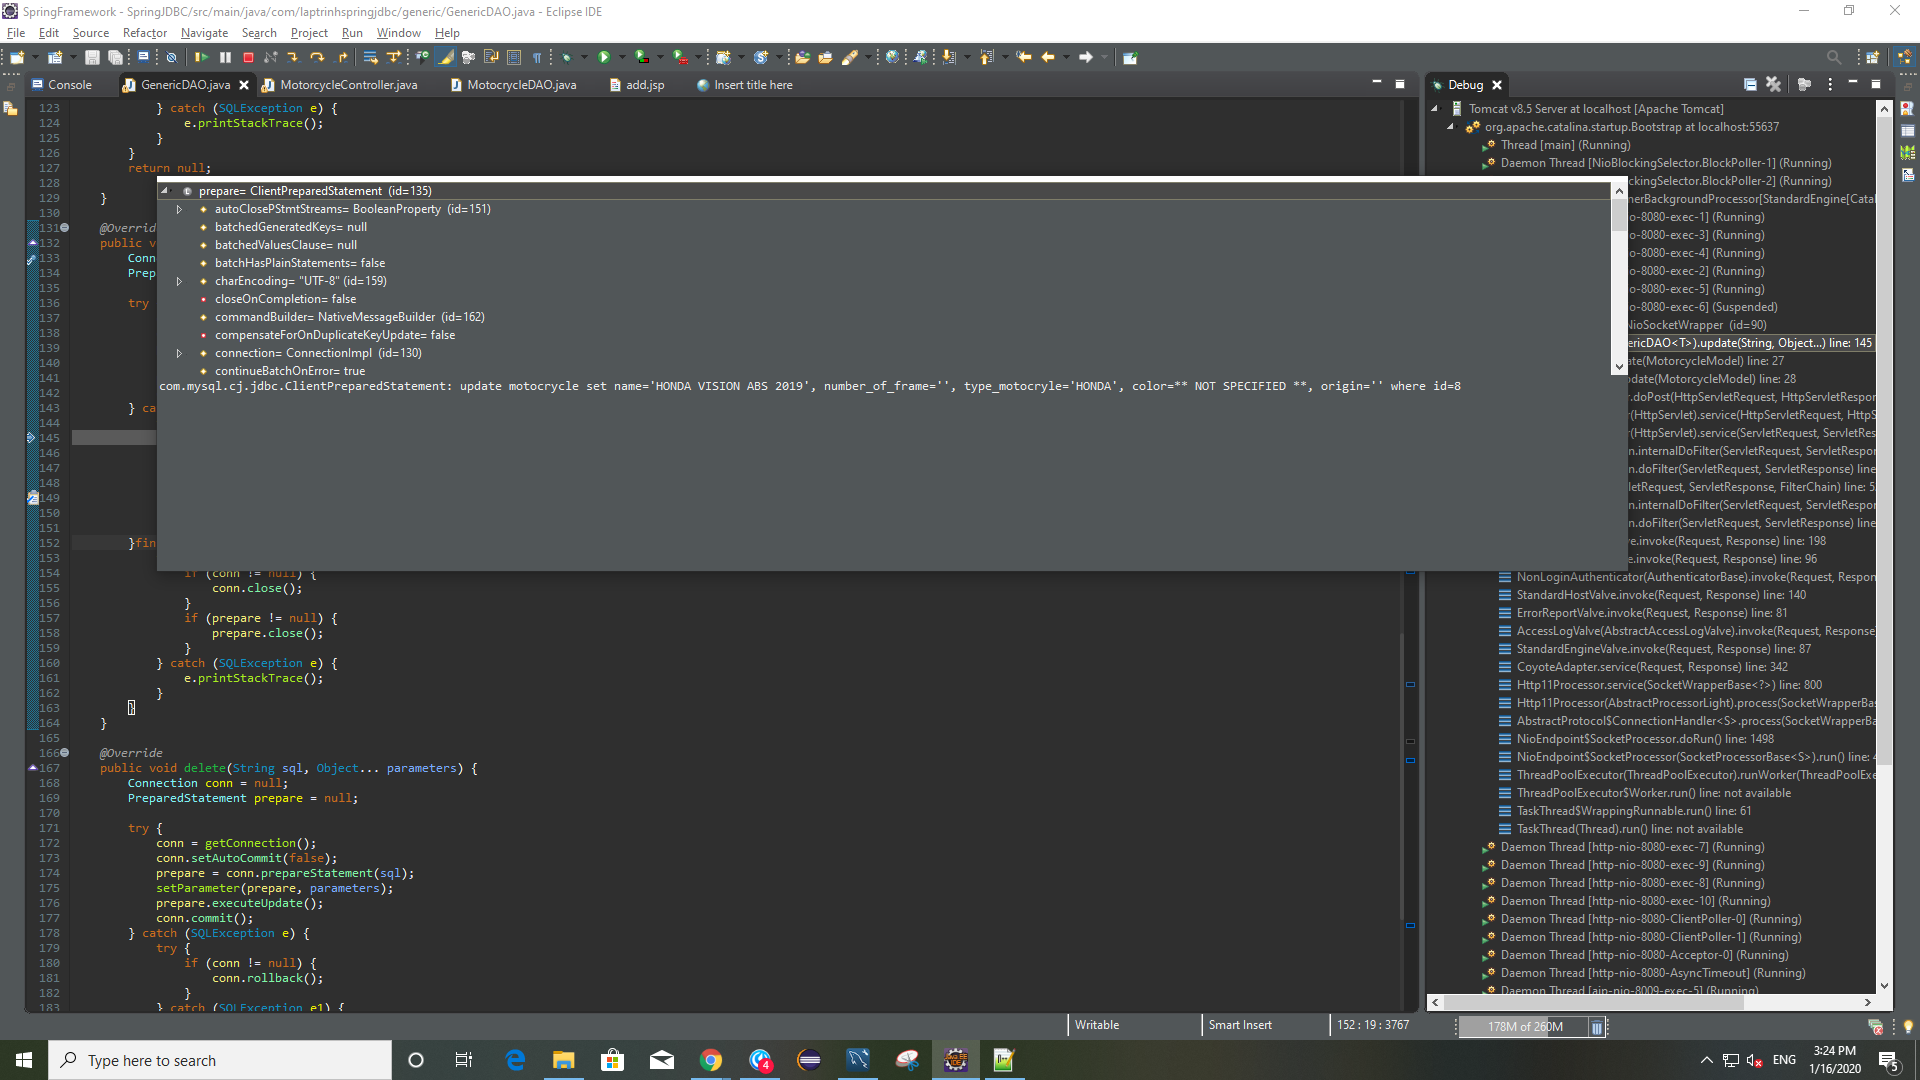 SpringFramework - SpringJDBC/src/main/java/com/laptrinhspringjdbc/generic/GenericDAO.java - Eclipse IDE
File Edit Source Refactor Navigate Search Project Run Window Help
Console GenericDAO.java MotorcycleController.java MotorcycleDAO.java add.jsp Insert title here
123 } catch (SQLException e) {
124 e.printStackTrace();
125 }
126 }
127 return null;
128
129 }
130
131 @Overrid
132 public v
133 Conn
134 Prep
135
136 try
137
138
139
140
141
142
143 } ca
144
145
146
147
148
149
150
151
152 }fin
153
154 if (conn != null) {
155 conn.close();
156 }
157 if (prepare != null) {
158 prepare.close();
159 }
160 } catch (SQLException e) {
161 e.printStackTrace();
162 }
163 }
164 }
165
166 @Override
167 public void delete(String sql, Object... parameters) {
168 Connection conn = null;
169 PreparedStatement prepare = null;
170
171 try {
172 conn = getConnection();
173 conn.setAutoCommit(false);
174 prepare = conn.prepareStatement(sql);
175 setParameter(prepare, parameters);
176 prepare.executeUpdate();
177 conn.commit();
178 } catch (SQLException e) {
179 try {
180 if (conn != null) {
181 conn.rollback();
182 }
183 } catch (SQLException e1) {
prepare= ClientPreparedStatement (id=135)
autoClosePStmtStreams= BooleanProperty (id=151)
batchedGeneratedKeys= null
batchedValuesClause= null
batchHasPlainStatements= false
charEncoding= "UTF-8" (id=159)
closeOnCompletion= false
commandBuilder= NativeMessageBuilder (id=162)
compensateForOnDuplicateKeyUpdate= false
connection= ConnectionImpl (id=130)
continueBatchOnError= true
com.mysql.cj.jdbc.ClientPreparedStatement: update motocrycle set name='HONDA VISION ABS 2019', number_of_frame='', type_motocryle='HONDA', color=** NOT SPECIFIED **, origin='' where id=8
Debug
Tomcat v8.5 Server at localhost [Apache Tomcat]
org.apache.catalina.startup.Bootstrap at localhost:55637
Thread [main] (Running)
Daemon Thread [NioBlockingSelector.BlockPoller-1] (Running)
ckingSelector.BlockPoller-2] (Running)
nerBackgroundProcessor[StandardEngine[Catal
io-8080-exec-1] (Running)
io-8080-exec-3] (Running)
io-8080-exec-4] (Running)
io-8080-exec-2] (Running)
io-8080-exec-5] (Running)
io-8080-exec-6] (Suspended)
NioSocketWrapper (id=90)
ericDAO<T>).update(String, Object...) line: 145
ate(MotorcycleModel) line: 27
date(MotorcycleModel) line: 28
r.doPost(HttpServletRequest, HttpServletRespon
r(HttpServlet).service(HttpServletRequest, HttpS
r(HttpServlet).service(ServletRequest, ServletRes
n.internalDoFilter(ServletRequest, ServletRespor
n.doFilter(ServletRequest, ServletResponse) line
letRequest, ServletResponse, FilterChain) line: 5
n.internalDoFilter(ServletRequest, ServletRespor
n.doFilter(ServletRequest, ServletResponse) line
ve.invoke(Request, Response) line: 198
ve.invoke(Request, Response) line: 96
NonLoginAuthenticator(AuthenticatorBase).invoke(Request, Respon
StandardHostValve.invoke(Request, Response) line: 140
ErrorReportValve.invoke(Request, Response) line: 81
AccessLogValve(AbstractAccessLogValve).invoke(Request, Response
StandardEngineValve.invoke(Request, Response) line: 87
CoyoteAdapter.service(Request, Response) line: 342
Http11Processor.service(SocketWrapperBase<?>) line: 800
Http11Processor(AbstractProcessorLight).process(SocketWrapperBa
AbstractProtocol$ConnectionHandler<S>.process(SocketWrapperBa
NioEndpoint$SocketProcessor.doRun() line: 1498
NioEndpoint$SocketProcessor(SocketProcessorBase<S>).run() line: 4
ThreadPoolExecutor(ThreadPoolExecutor).runWorker(ThreadPoolExe
ThreadPoolExecutor$Worker.run() line: not available
TaskThread$WrappingRunnable.run() line: 61
TaskThread(Thread).run() line: not available
Daemon Thread [http-nio-8080-exec-7] (Running)
Daemon Thread [http-nio-8080-exec-9] (Running)
Daemon Thread [http-nio-8080-exec-8] (Running)
Daemon Thread [http-nio-8080-exec-10] (Running)
Daemon Thread [http-nio-8080-ClientPoller-0] (Running)
Daemon Thread [http-nio-8080-ClientPoller-1] (Running)
Daemon Thread [http-nio-8080-Acceptor-0] (Running)
Daemon Thread [http-nio-8080-AsyncTimeout] (Running)
Daemon Thread [ajp-nio-8009-exec-5] (Running)
Writable Smart Insert 152 : 19 : 3767 178M of 260M
Type here to search
4
ENG
3:24 PM
1/16/2020
5